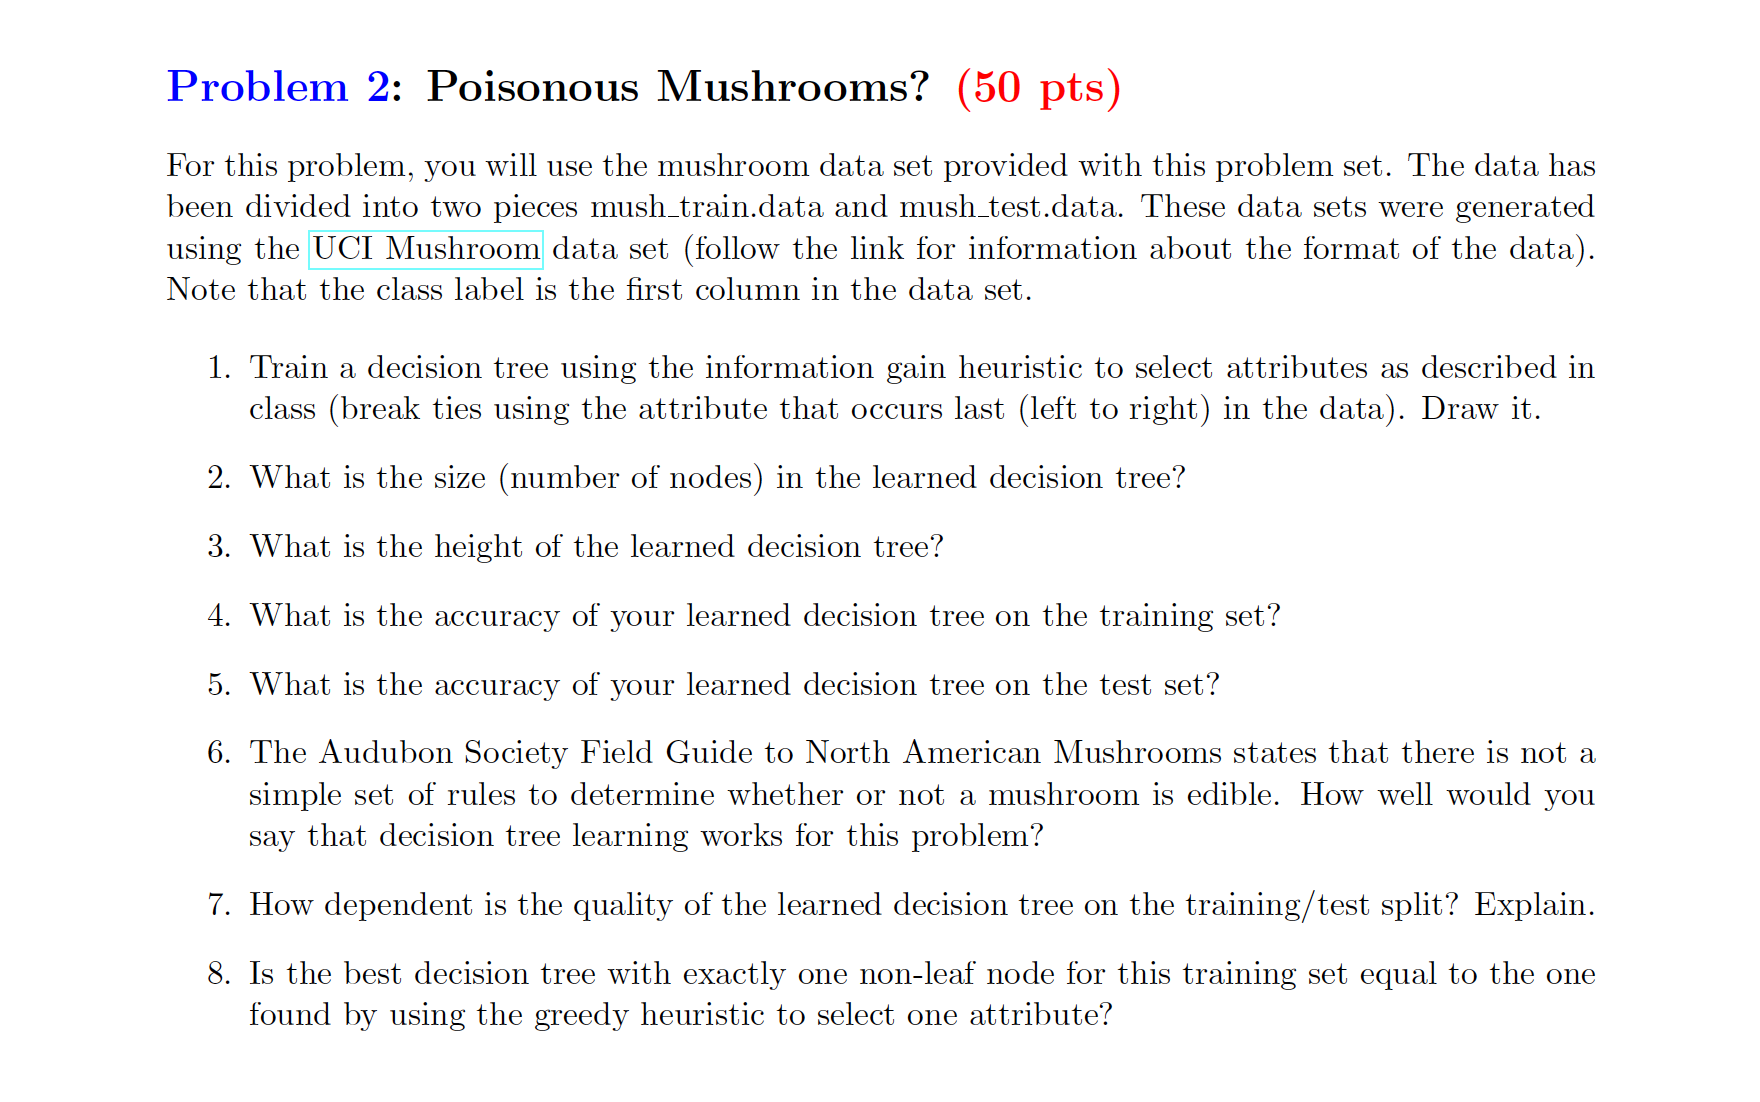 Problem 2: Poisonous Mushrooms? (50 pts)
For this problem, you will use the mushroom data set provided with this problem set. The data has
been divided into two pieces mush_train.data and mush_test.data. These data sets were generated
using the UCI Mushroom data set (follow the link for information about the format of the data).
Note that the class label is the first column in the data set.
1. Train a decision tree using the information gain heuristic to select attributes as described in
class (break ties using the attribute that occurs last (left to right) in the data). Draw it.
2. What is the size (number of nodes) in the learned decision tree?
3. What is the height of the learned decision tree?
4. What is the accuracy of your learned decision tree on the training set?
5. What is the accuracy of your learned decision tree on the test set?
6. The Audubon Society Field Guide to North American Mushrooms states that there is not a
simple set of rules to determine whether or not a mushroom is edible. How well would you
say that decision tree learning works for this problem?
7. How dependent is the quality of the learned decision tree on the training/test split? Explain.
8. Is the best decision tree with exactly one non-leaf node for this training set equal to the one
found by using the greedy heuristic to select one attribute?